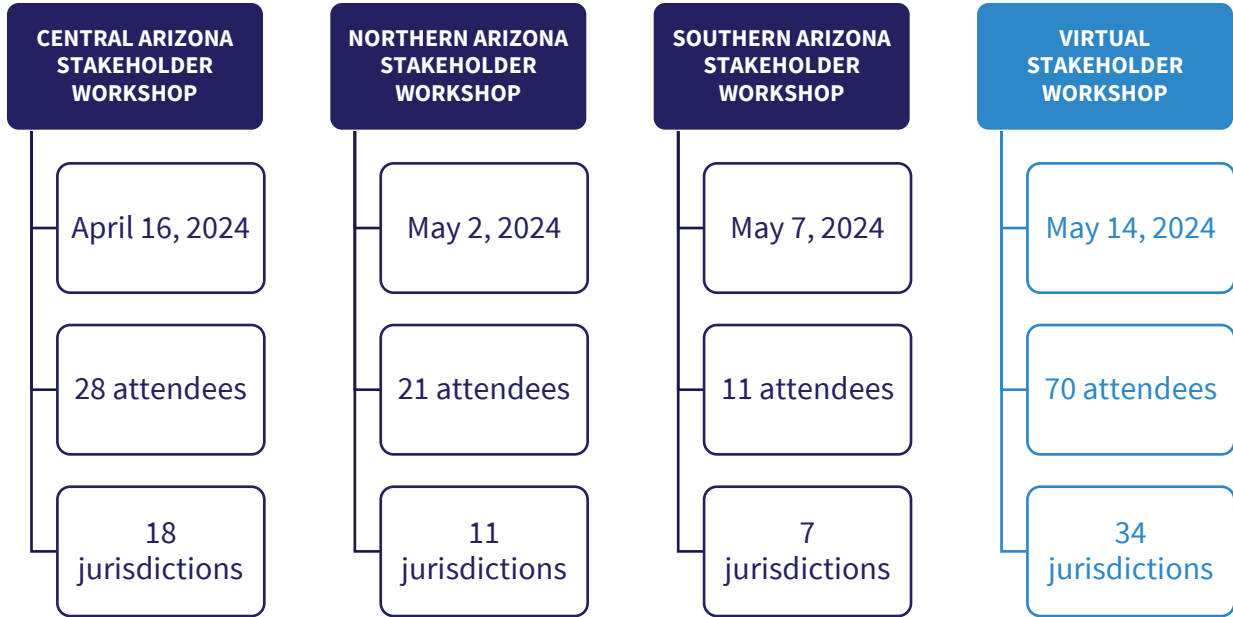 CENTRAL ARIZONA
STAKEHOLDER
WORKSHOP
April 16, 2024
28 attendees
18
jurisdictions
NORTHERN ARIZONA
STAKEHOLDER
WORKSHOP
May 2, 2024
21 attendees
11
jurisdictions
SOUTHERN ARIZONA
STAKEHOLDER
WORKSHOP
May 7, 2024
11 attendees
7
jurisdictions
VIRTUAL
STAKEHOLDER
WORKSHOP
May 14, 2024
70 attendees
34
jurisdictions